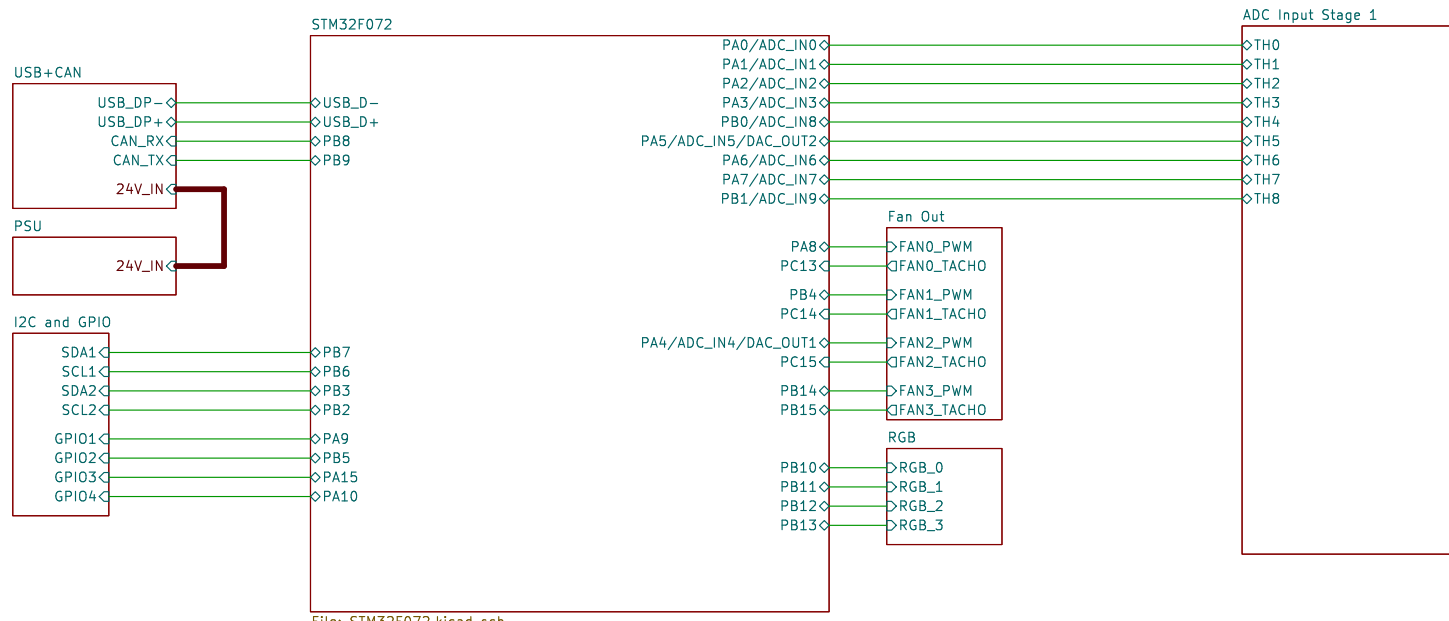 STM32F072
ADC Input Stage 1
USB+CAN
USB_DP-
USB_DP+
CAN_RX
CAN_TX
24V_IN
PSU
24V_IN
I2C and GPIO
SDA1
SCL1
SDA2
SCL2
GPIO1
GPIO2
GPIO3
GPIO4
USB_D-
USB_D+
PB8
PB9
PB7
PB6
PB3
PB2
PA9
PB5
PA15
PA10
PA0/ADC_IN0
PA1/ADC_IN1
PA2/ADC_IN2
PA3/ADC_IN3
PB0/ADC_IN8
PA5/ADC_IN5/DAC_OUT2
PA6/ADC_IN6
PA7/ADC_IN7
PB1/ADC_IN9
PA8
PC13
PB4
PC14
PA4/ADC_IN4/DAC_OUT1
PC15
PB14
PB15
PB10
PB11
PB12
PB13
Fan Out
FAN0_PWM
FAN0_TACHO
FAN1_PWM
FAN1_TACHO
FAN2_PWM
FAN2_TACHO
FAN3_PWM
FAN3_TACHO
RGB
RGB_0
RGB_1
RGB_2
RGB_3
TH0
TH1
TH2
TH3
TH4
TH5
TH6
TH7
TH8
File: STM32F072.kicad_sch